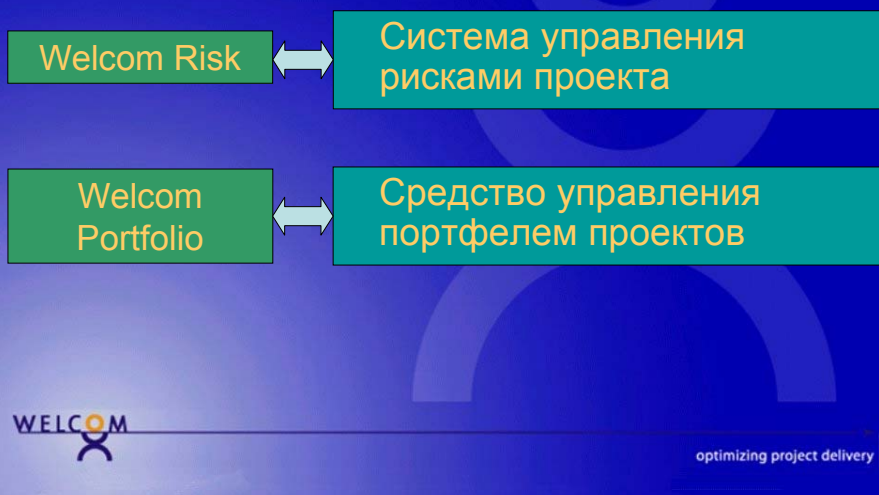 Welcom Risk
Система управления
рисками проекта
Welcom
Portfolio
Средство управления
портфелем проектов
WELCOM
optimizing project delivery